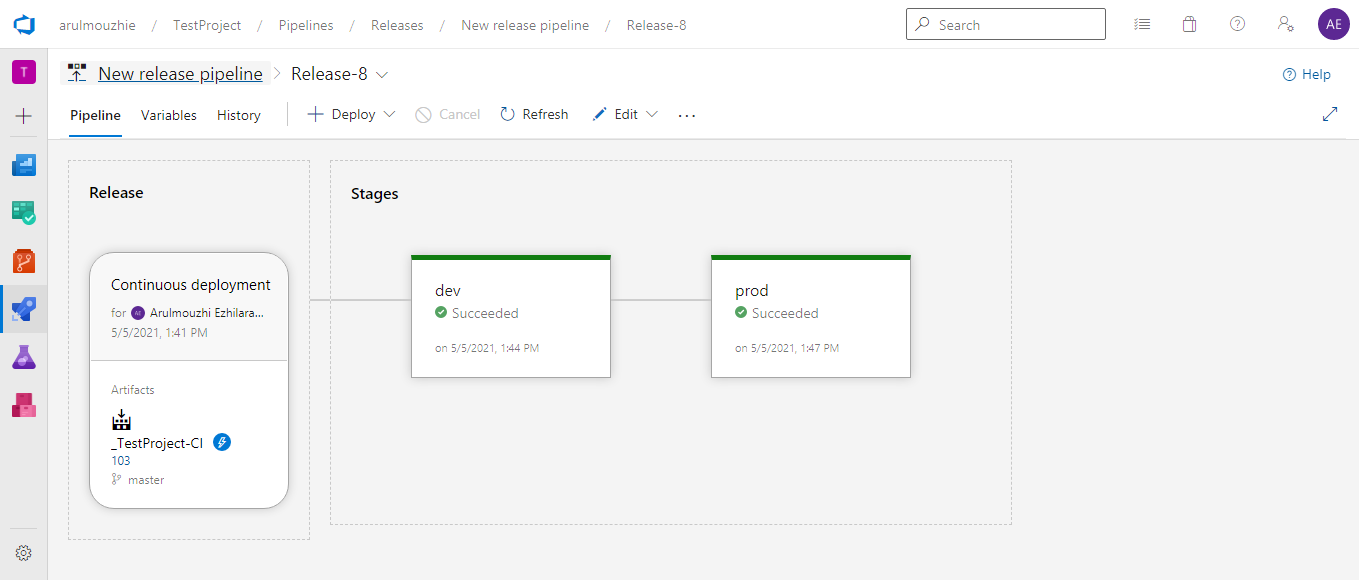 arulmouzhie / TestProject / Pipelines / Releases / New release pipeline / Release-8
Search
AE
T
New release pipeline > Release-8
Help
Pipeline Variables History Deploy Cancel Refresh Edit ...
Release
Stages
Continuous deployment
for AE Arulmouzhi Ezhilara...
5/5/2021, 1:41 PM
Artifacts
_TestProject-CI
103
master
dev
Succeeded
on 5/5/2021, 1:44 PM
prod
Succeeded
on 5/5/2021, 1:47 PM